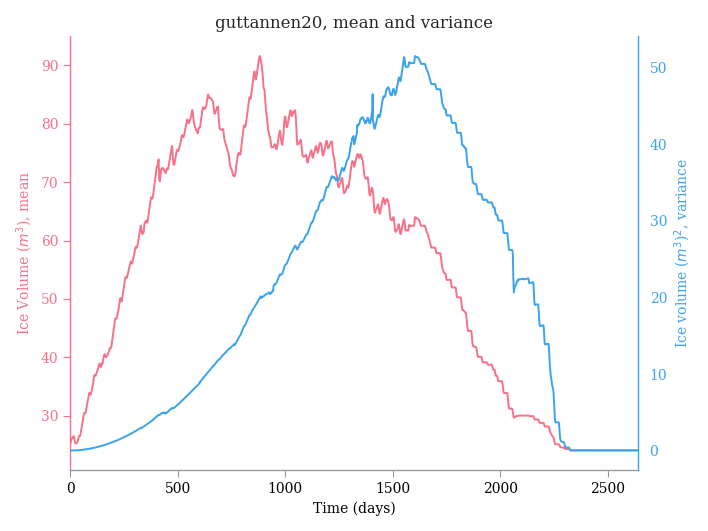 guttannen20, mean and variance
90
80
70
60
50
40
30
Ice Volume (m³), mean
50
40
30
20
10
0
Ice volume (m³)², variance
0 500 1000 1500 2000 2500
Time (days)